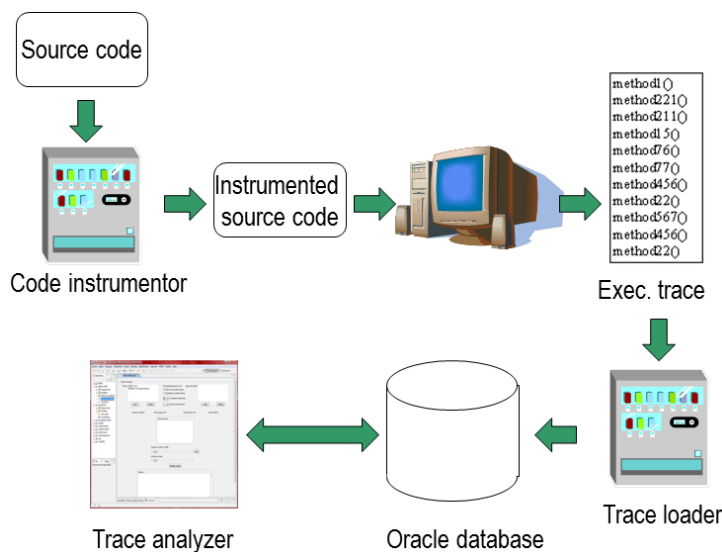 Source code
Code instrumentor
Instrumented
source code
method1()
method221()
method211()
method15()
method76()
method77()
method456()
method22()
method567()
method456()
method22()
Exec. trace
Trace loader
Oracle database
Trace analyzer